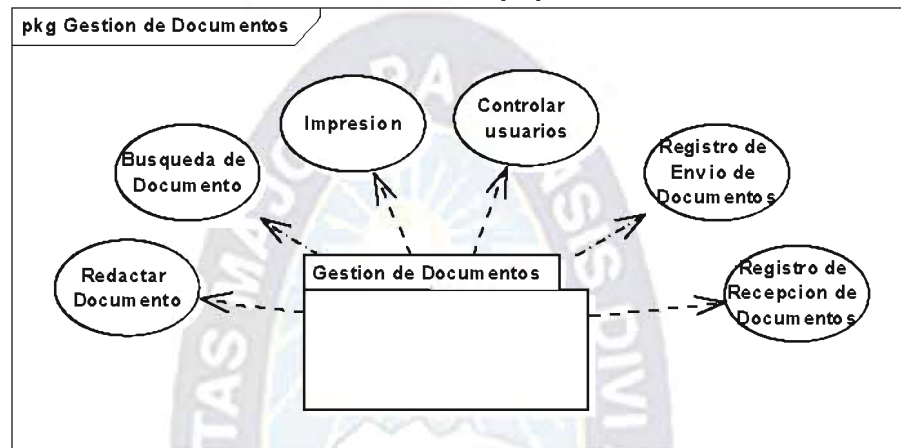 pkg Gestion de Documentos
Impresion
Controlar
usuarios
Busqueda de
Documento
Registro de
Envio de
Documentos
Redactar
Documento
Gestion de Documentos
Registro de
Recepcion de
Documentos